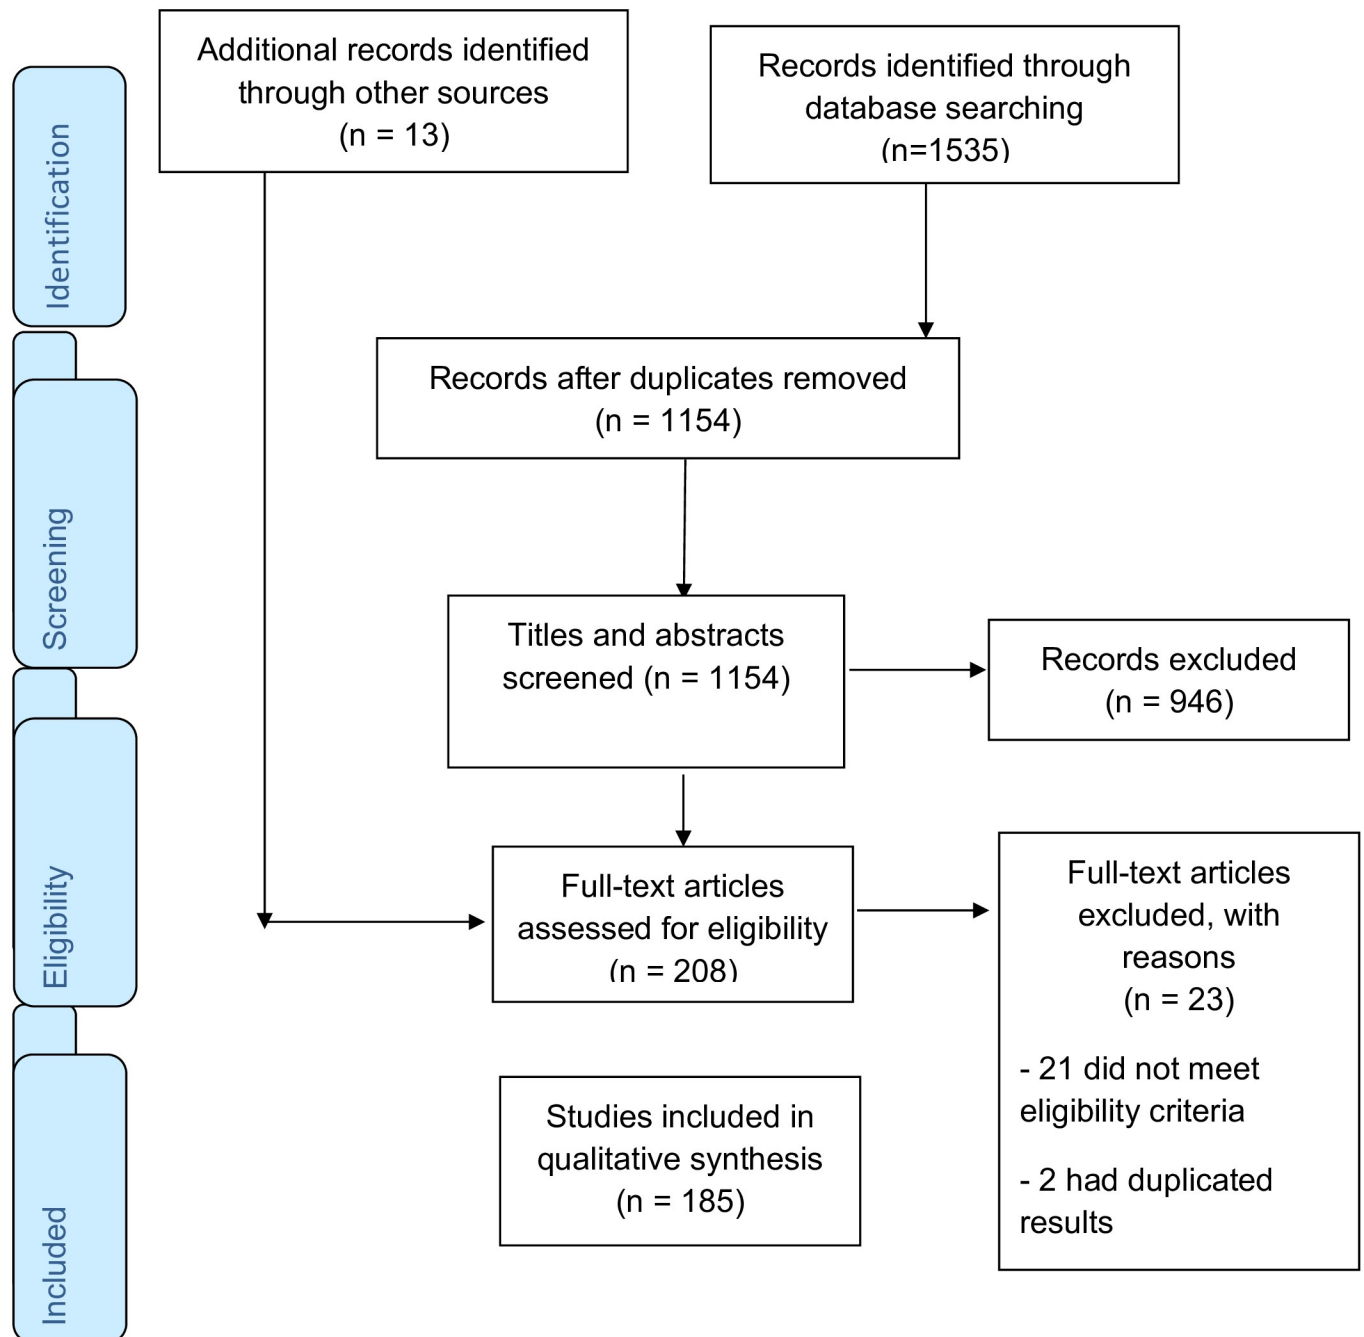 Additional records identified
through other sources
(n = 13)
Records identified through
database searching
(n=1535)
Identification
Records after duplicates removed
(n = 1154)
Screening
Titles and abstracts
screened (n = 1154)
Records excluded
(n = 946)
Eligibility
Full-text articles
assessed for eligibility
(n = 208)
Full-text articles
excluded, with
reasons
(n = 23)
- 21 did not meet
eligibility criteria
- 2 had duplicated
results
Included
Studies included in
qualitative synthesis
(n = 185)